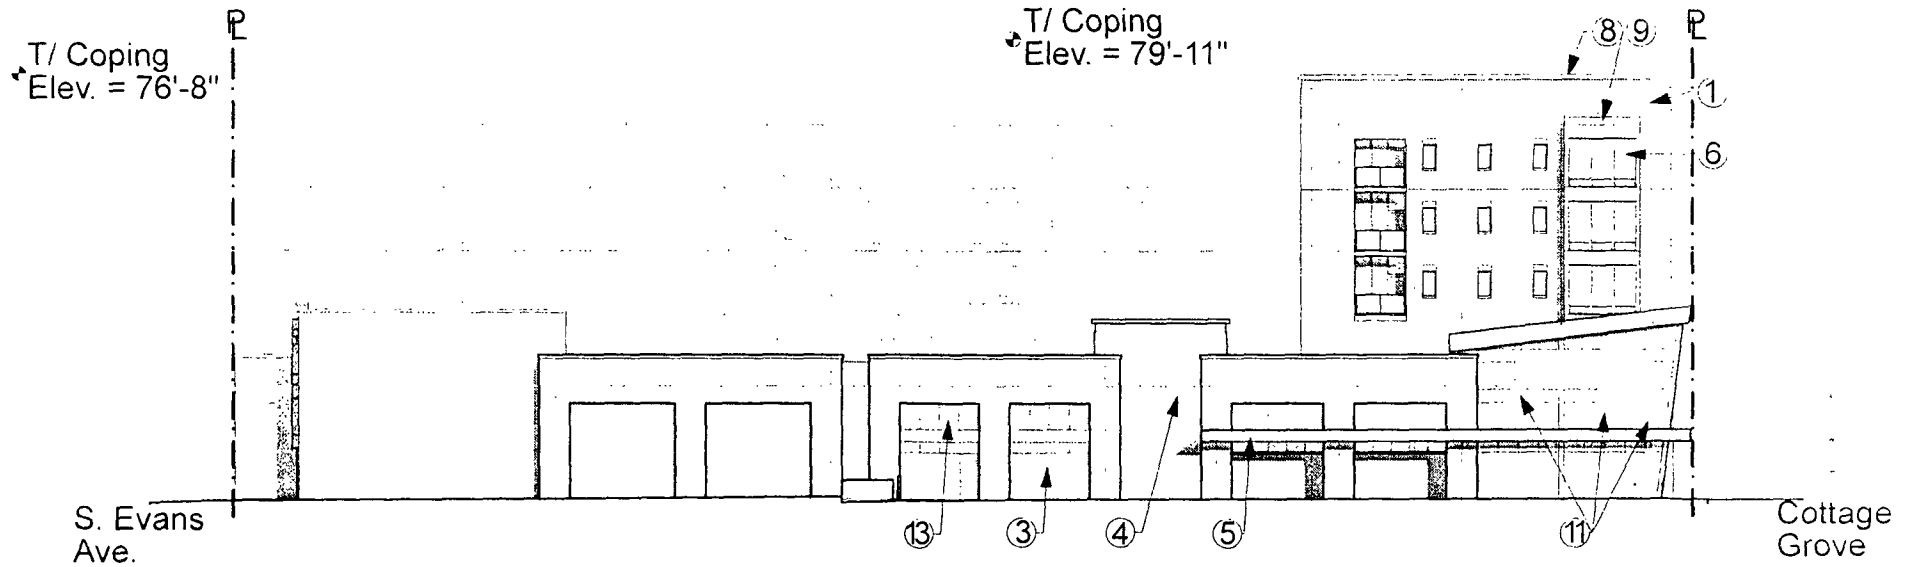 PL
T/ Coping
Elev. = 76'-8"
T/ Coping
Elev. = 79'-11"
PL
8 9
1
6
13
3
4
5
11
S. Evans
Ave.
Cottage
Grove